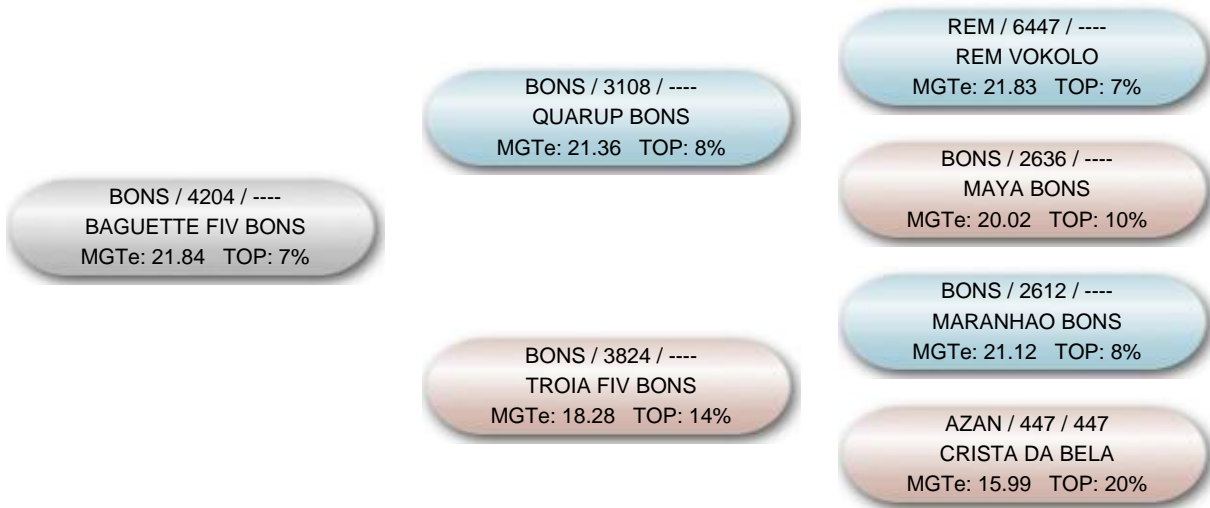 BONS / 4204 / ----
BAGUETTE FIV BONS
MGTe: 21.84 TOP: 7%
BONS / 3108 / ----
QUARUP BONS
MGTe: 21.36 TOP: 8%
BONS / 3824 / ----
TROIA FIV BONS
MGTe: 18.28 TOP: 14%
REM / 6447 / ----
REM VOKOLO
MGTe: 21.83 TOP: 7%
BONS / 2636 / ----
MAYA BONS
MGTe: 20.02 TOP: 10%
BONS / 2612 / ----
MARANHAO BONS
MGTe: 21.12 TOP: 8%
AZAN / 447 / 447
CRISTA DA BELA
MGTe: 15.99 TOP: 20%